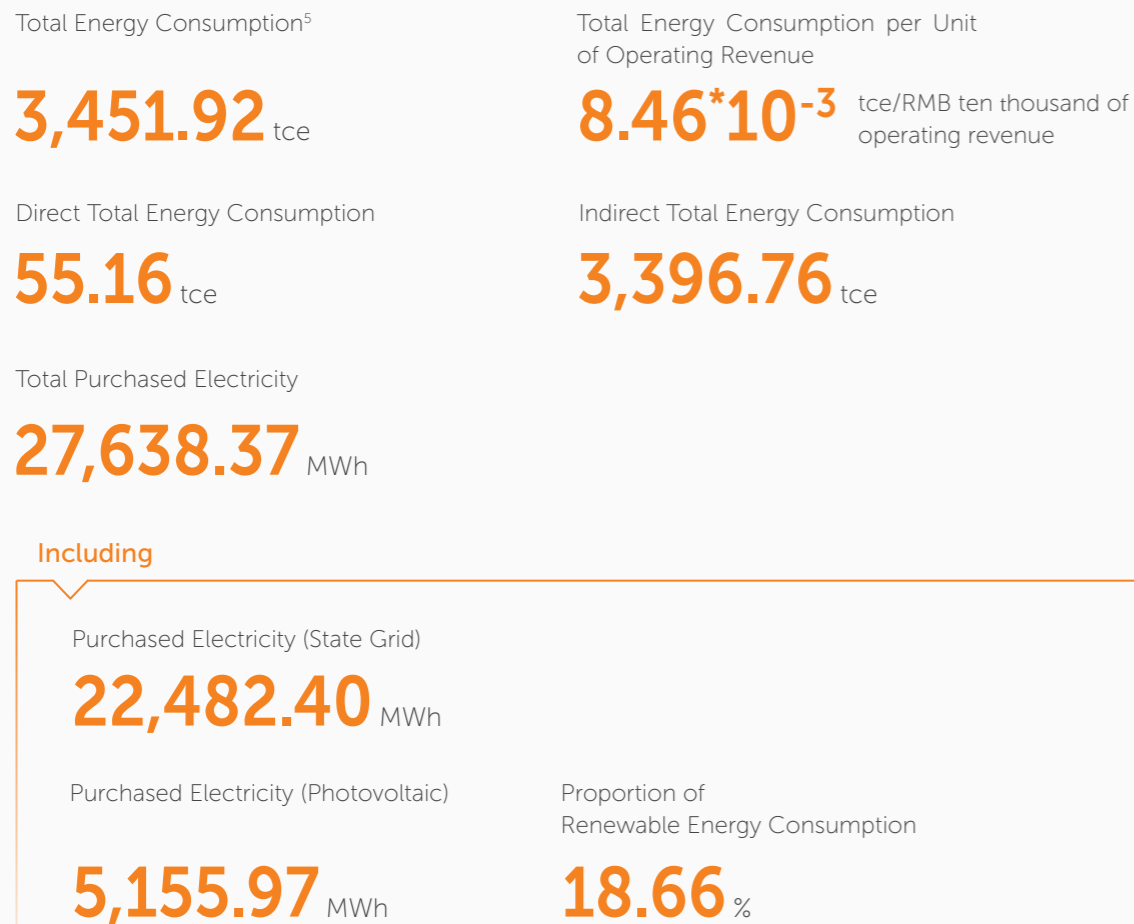 Total Energy Consumption⁵
3,451.92 tce
Total Energy Consumption per Unit
of Operating Revenue
8.46*10⁻³ tce/RMB ten thousand of
operating revenue
Direct Total Energy Consumption
55.16 tce
Indirect Total Energy Consumption
3,396.76 tce
Total Purchased Electricity
27,638.37 MWh
Including
Purchased Electricity (State Grid)
22,482.40 MWh
Purchased Electricity (Photovoltaic)
5,155.97 MWh
Proportion of
Renewable Energy Consumption
18.66 %